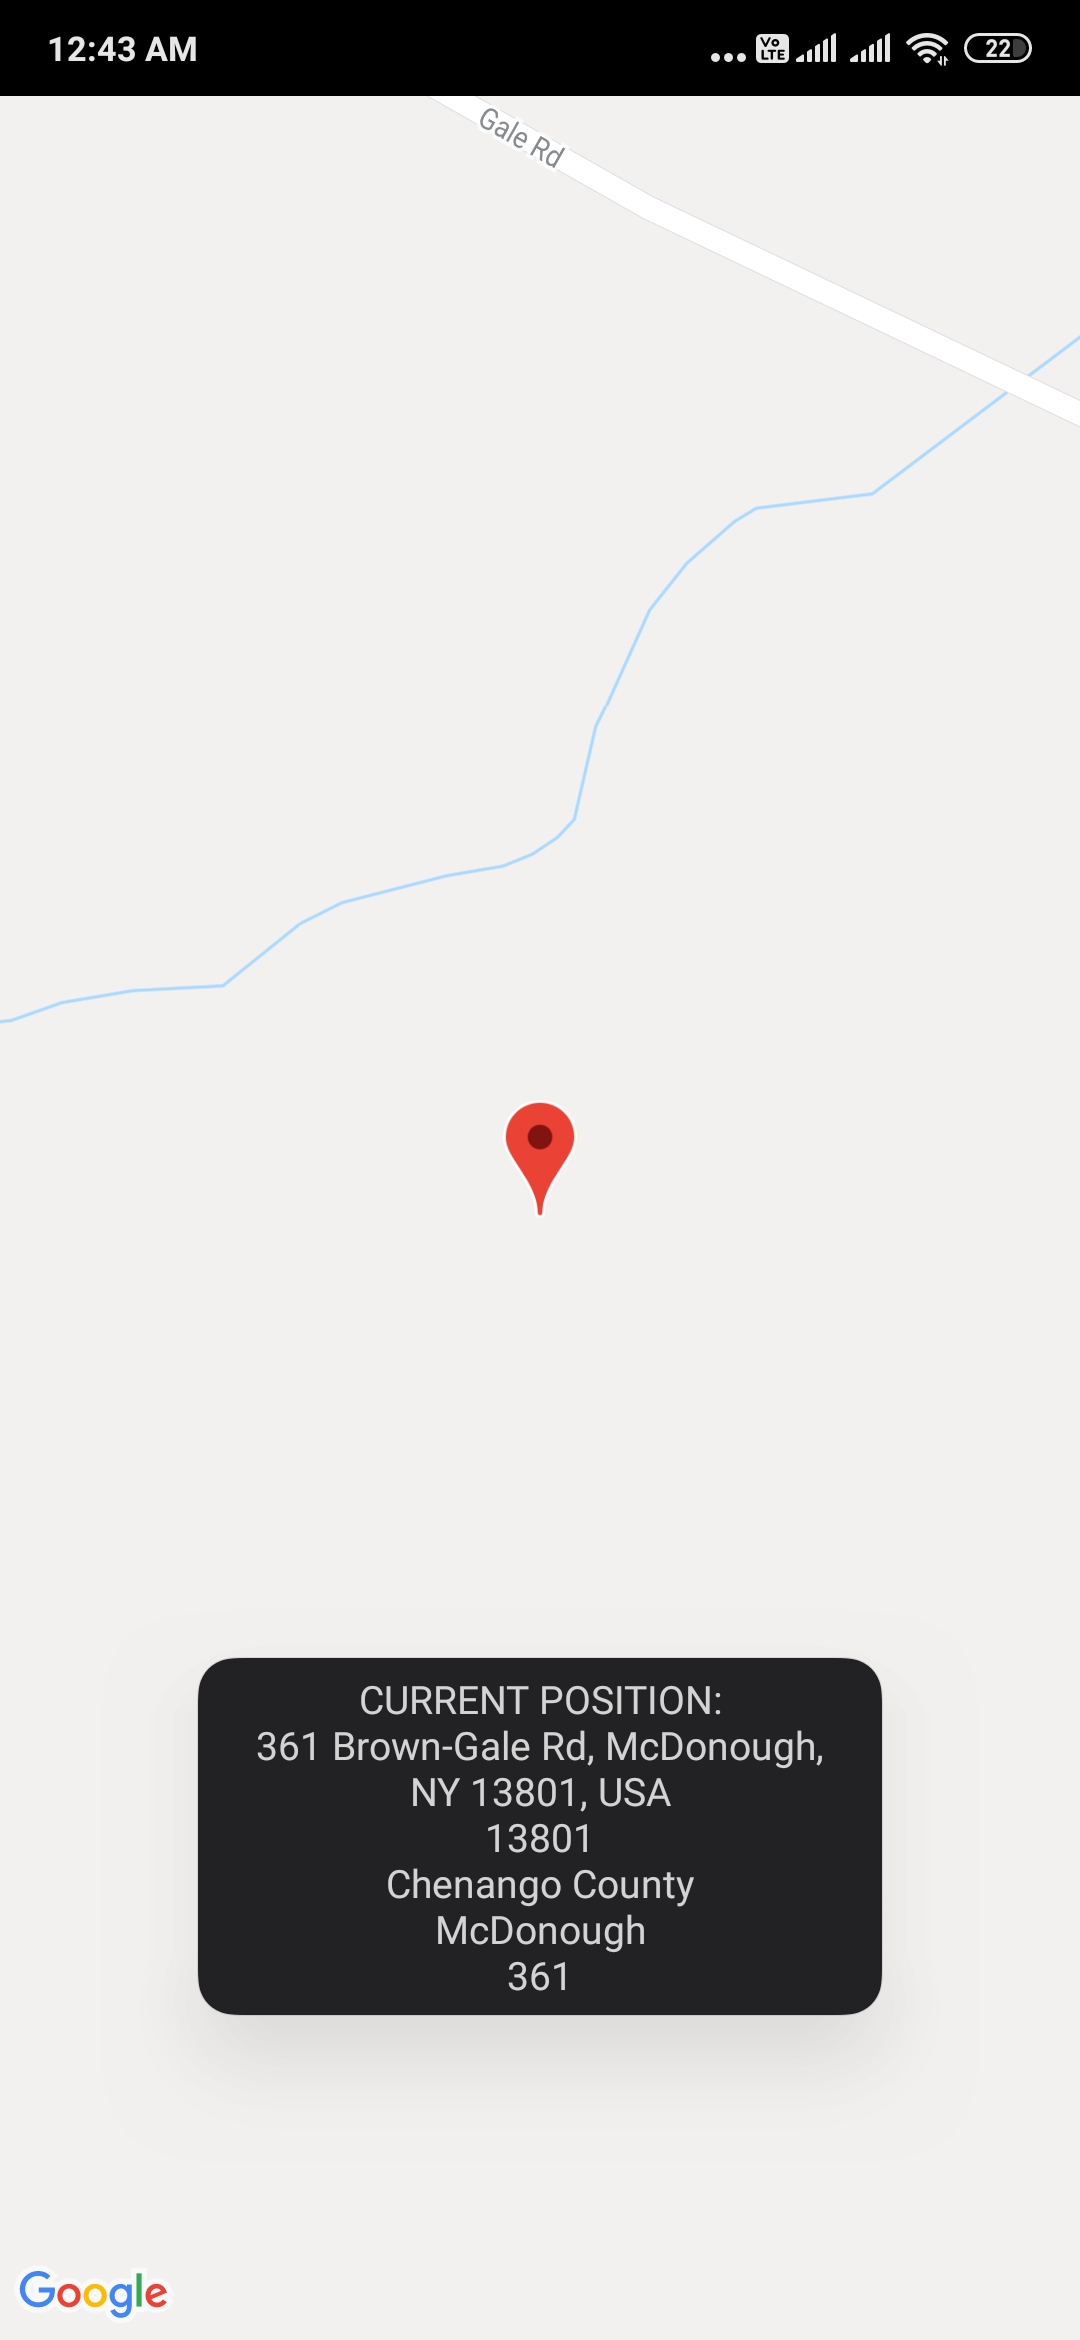 12:43 AM
Vo
LTE
22
Gale Rd
CURRENT POSITION:
361 Brown-Gale Rd, McDonough,
NY 13801, USA
13801
Chenango County
McDonough
361
Google